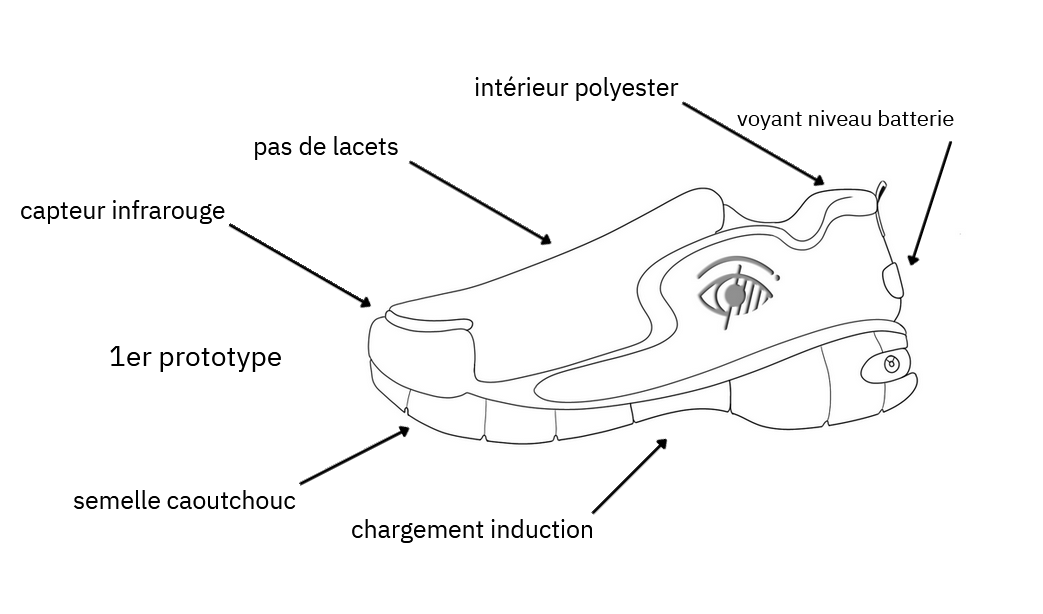 intérieur polyester
voyant niveau batterie
pas de lacets
capteur infrarouge
1er prototype
semelle caoutchouc
chargement induction